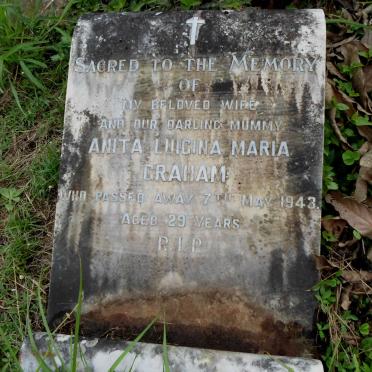 SACRED TO THE MEMORY
OF
MY BELOVED WIFE
AND OUR DARLING MUMMY
ANITA LUIGINA MARIA
GRAHAM
WHO PASSED AWAY 7TH MAY 1943
AGED 29 YEARS
R.I.P.